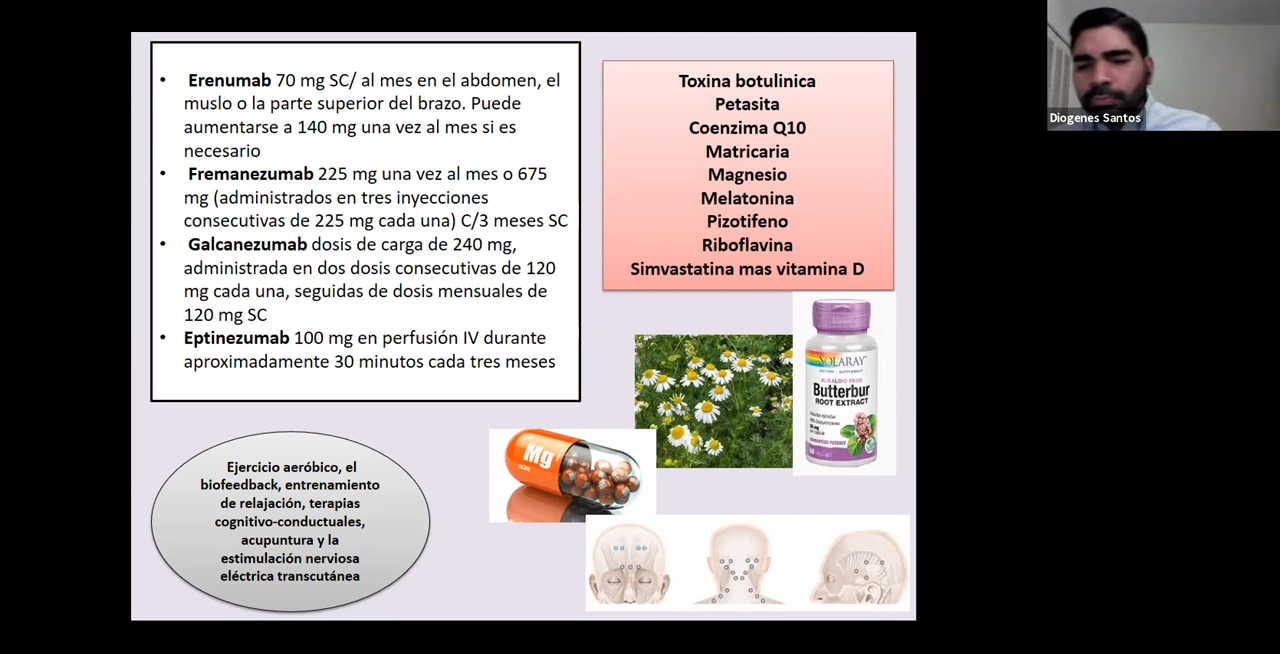 • Erenumab 70 mg SC/ al mes en el abdomen, el
muslo o la parte superior del brazo. Puede
aumentarse a 140 mg una vez al mes si es
necesario
• Fremanezumab 225 mg una vez al mes o 675
mg (administrados en tres inyecciones
consecutivas de 225 mg cada una) C/3 meses SC
• Galcanezumab dosis de carga de 240 mg,
administrada en dos dosis consecutivas de 120
mg cada una, seguidas de dosis mensuales de
120 mg SC
• Eptinezumab 100 mg en perfusión IV durante
aproximadamente 30 minutos cada tres meses
Toxina botulinica
Petasita
Coenzima Q10
Matricaria
Magnesio
Melatonina
Pizotifeno
Riboflavina
Simvastatina mas vitamina D
Diogenes Santos
SOLARAY
ALKALOID FREE
Butterbur
ROOT EXTRACT
Mg
Ejercicio aeróbico, el
biofeedback, entrenamiento
de relajación, terapias
cognitivo-conductuales,
acupuntura y la
estimulación nerviosa
eléctrica transcutánea